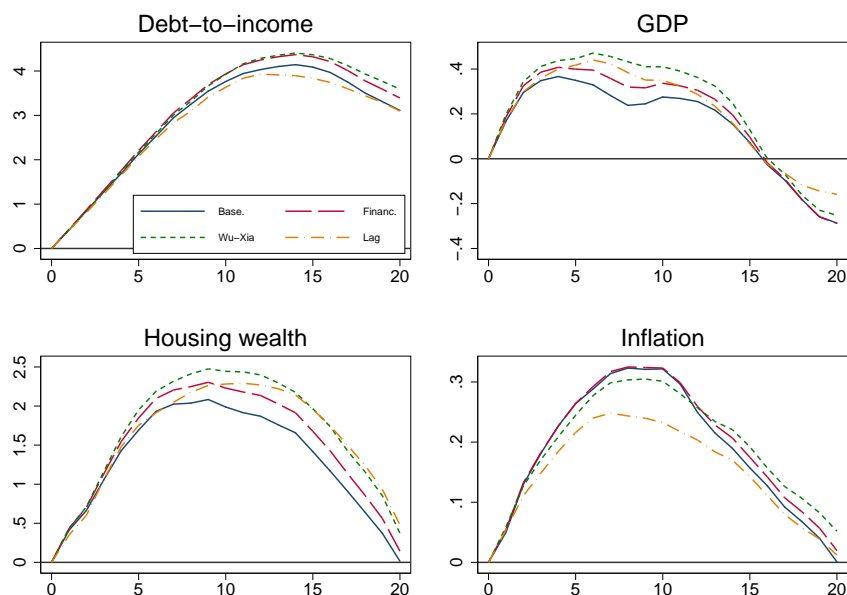 Debt−to−income
4
3
2
1
0
Base.
Financ.
Wu−Xia
Lag
0 5 10 15 20
GDP
.4
.2
0
−.2
−.4
0 5 10 15 20
Housing wealth
2.5
2
1.5
1
.5
0
0 5 10 15 20
Inflation
.3
.2
.1
0
0 5 10 15 20